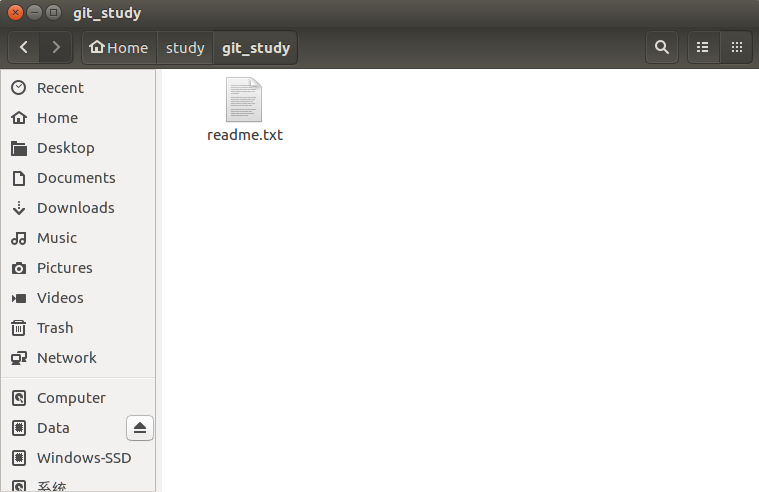 git_study
Home study git_study
readme.txt
Recent
Home
Desktop
Documents
Downloads
Music
Pictures
Videos
Trash
Network
Computer
Data
Windows-SSD
系统